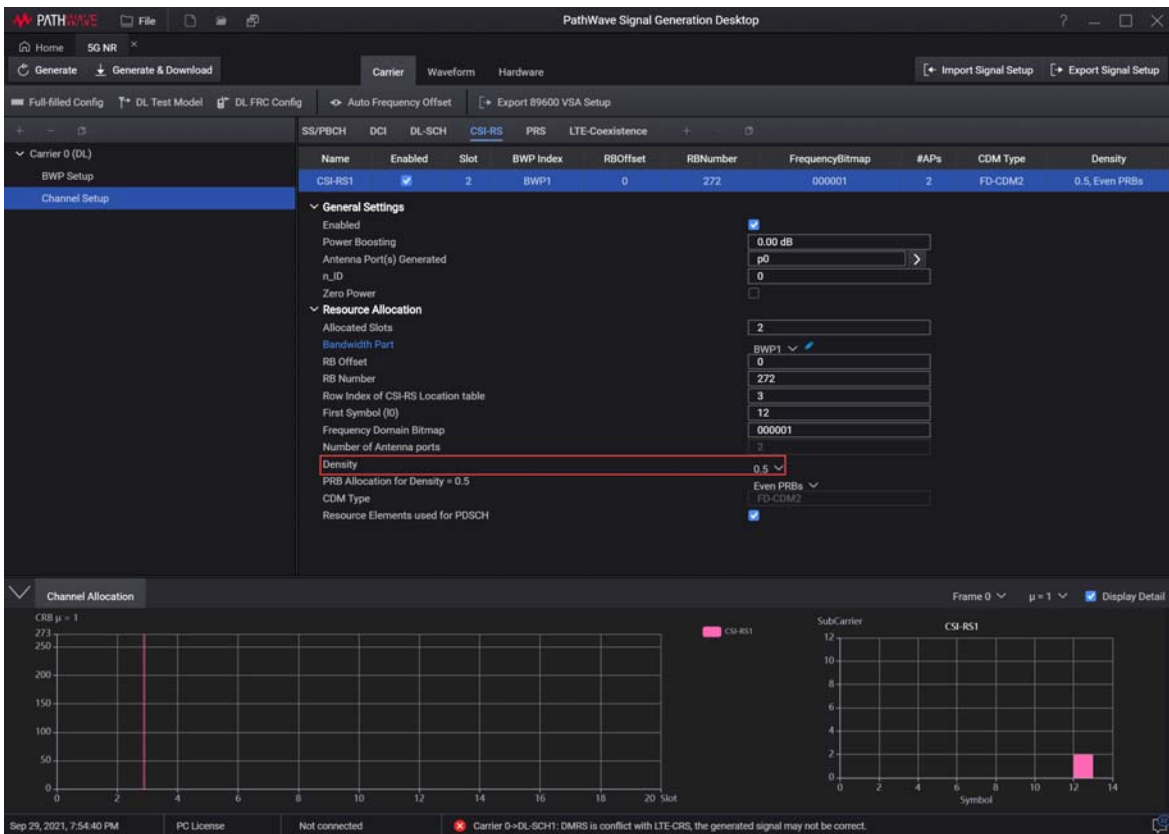 PATHWAVE File PathWave Signal Generation Desktop ?
Home 5G NR
Generate Generate & Download Carrier Waveform Hardware Import Signal Setup Export Signal Setup
Full-filled Config DL Test Model DL FRC Config Auto Frequency Offset Export 89600 VSA Setup
SS/PBCH DCI DL-SCH CSI-RS PRS LTE-Coexistence
Carrier 0 (DL)
BWP Setup
Channel Setup
Name Enabled Slot BWP Index RBOffset RBNumber FrequencyBitmap #APs CDM Type Density
CSI-RS1 2 BWP1 0 272 000001 2 FD-CDM2 0.5, Even PRBs
General Settings
Enabled
Power Boosting 0.00 dB
Antenna Port(s) Generated p0
n_ID 0
Zero Power
Resource Allocation
Allocated Slots 2
Bandwidth Part BWP1
RB Offset 0
RB Number 272
Row Index of CSI-RS Location table 3
First Symbol (l0) 12
Frequency Domain Bitmap 000001
Number of Antenna ports 2
Density 0.5
PRB Allocation for Density = 0.5 Even PRBs
CDM Type FD-CDM2
Resource Elements used for PDSCH
Channel Allocation Frame 0 μ = 1 Display Detail
CRB μ = 1
273
250
200
150
100
50
0
0 2 4 6 8 10 12 14 16 18 20 Slot
CSI-RS1
SubCarrier CSI-RS1
12
10
8
6
4
2
0
0 2 4 6 8 10 12 14
Symbol
Sep 29, 2021, 7:54:40 PM PC License Not connected Carrier 0->DL-SCH1: DMRS is conflict with LTE-CRS, the generated signal may not be correct.